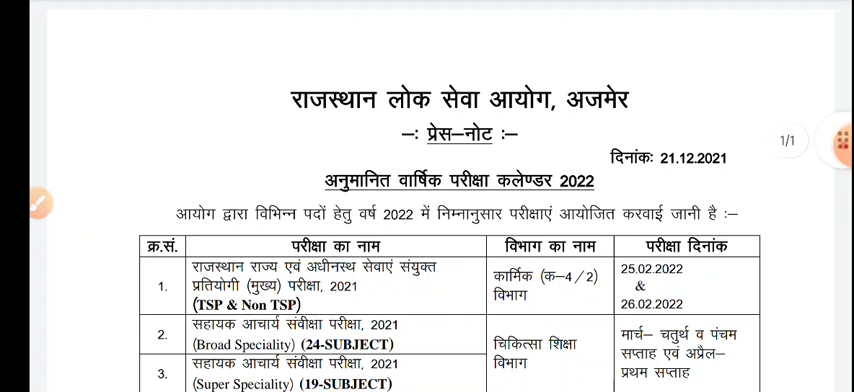 राजस्थान लोक सेवा आयोग, अजमेर
–: प्रेस–नोट :–
1/1
दिनांक: 21.12.2021
अनुमानित वार्षिक परीक्षा कलेण्डर 2022
आयोग द्वारा विभिन्न पदों हेतु वर्ष 2022 में निम्नानुसार परीक्षाएं आयोजित करवाई जानी है :–
क्र.सं. परीक्षा का नाम विभाग का नाम परीक्षा दिनांक
1. राजस्थान राज्य एवं अधीनस्थ सेवाएं संयुक्त
प्रतियोगी (मुख्य) परीक्षा, 2021
(TSP & Non TSP)
कार्मिक (क–4/2)
विभाग
25.02.2022
&
26.02.2022
2. सहायक आचार्य संवीक्षा परीक्षा, 2021
(Broad Speciality) (24-SUBJECT)
चिकित्सा शिक्षा
विभाग
मार्च– चतुर्थ व पंचम
सप्ताह एवं अप्रैल–
प्रथम सप्ताह
3. सहायक आचार्य संवीक्षा परीक्षा, 2021
(Super Speciality) (19-SUBJECT)